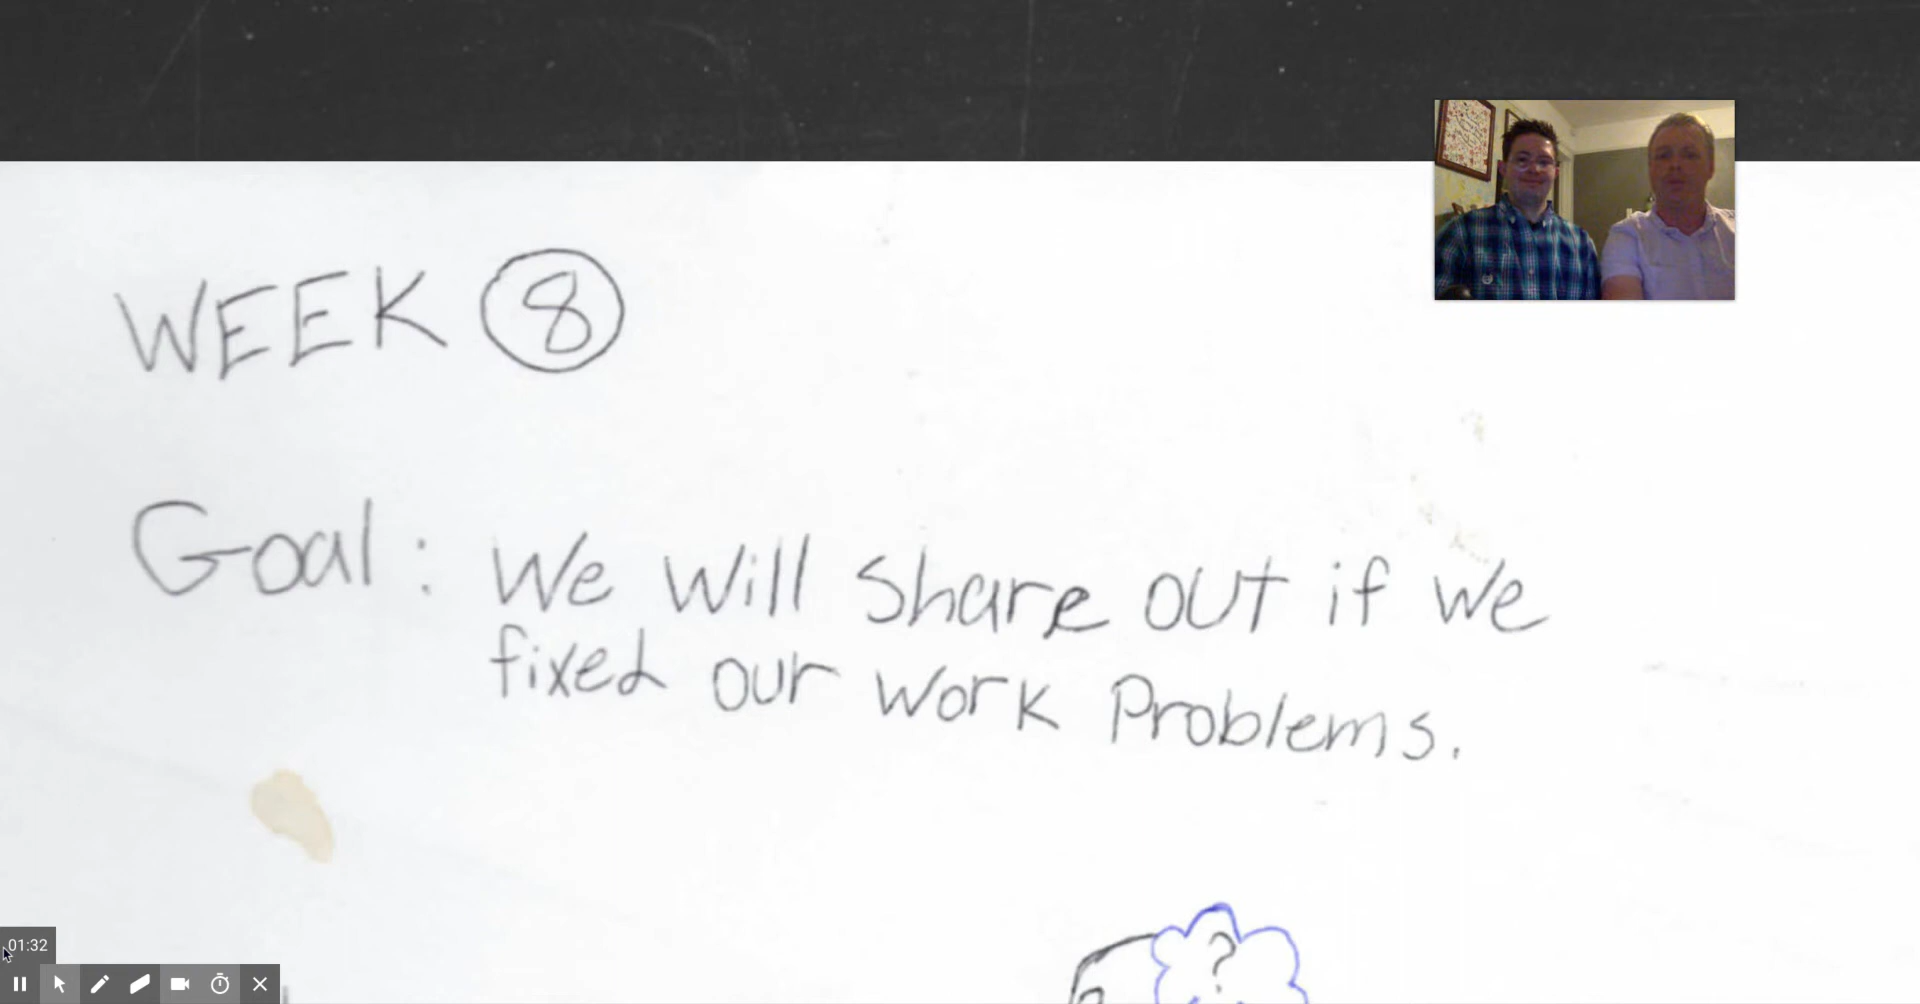 WEEK 8
Goal: We will share out if we
fixed our work Problems.
?
01:32